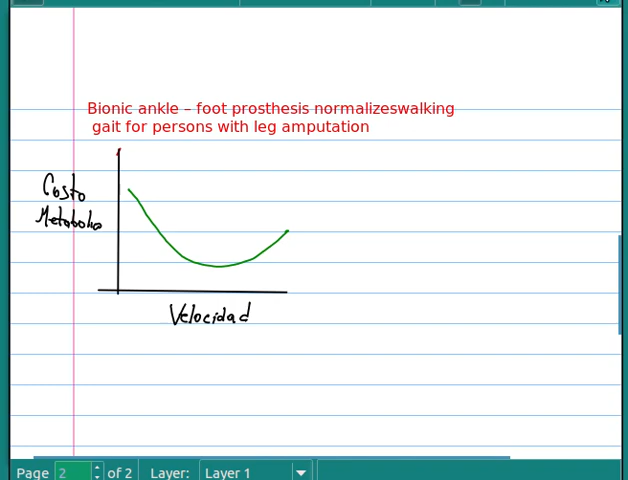 Bionic ankle – foot prosthesis normalizeswalking
gait for persons with leg amputation
Costo
Metabolico
Velocidad
Page 2 of 2 Layer: Layer 1